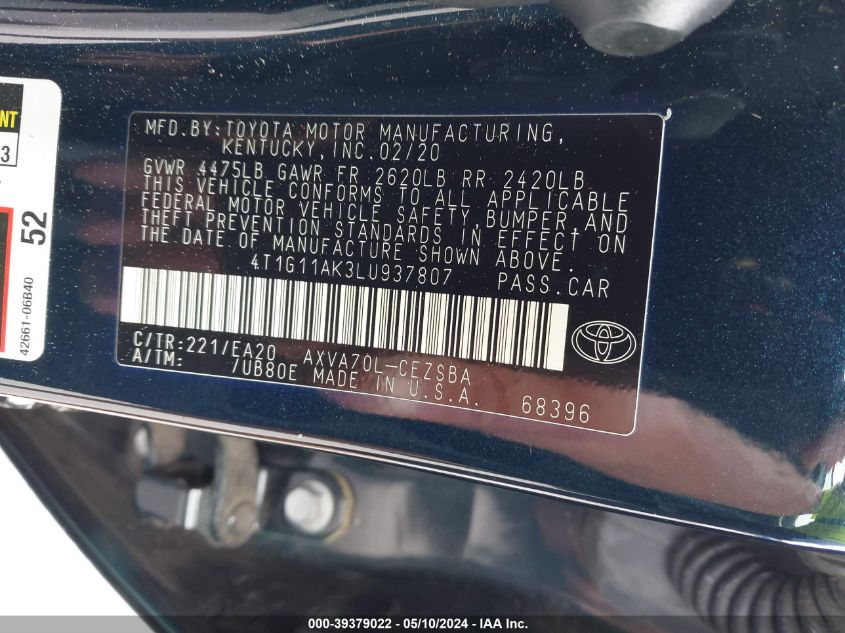 NT
3
52
42661-06B40
MFD.BY:TOYOTA MOTOR MANUFACTURING,
KENTUCKY, INC.02/20
GVWR 4475LB GAWR FR 2620LB RR 2420LB
THIS VEHICLE CONFORMS TO ALL APPLICABLE
FEDERAL MOTOR VEHICLE SAFETY, BUMPER,AND
THEFT PREVENTION STANDARDS IN EFFECT ON
THE DATE OF MANUFACTURE SHOWN ABOVE.
4T1G11AK3LU937807 PASS.CAR
C/TR:221/EA20 AXVA70L-CEZSBA
A/TM: /UB80E MADE IN U.S.A. 68396
000-39379022 - 05/10/2024 - IAA Inc.